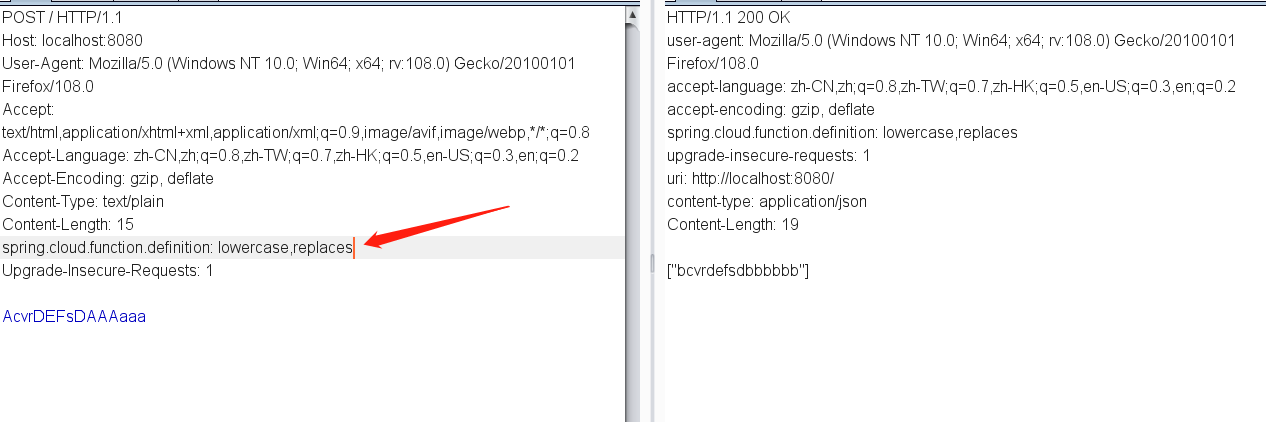 POST / HTTP/1.1
Host: localhost:8080
User-Agent: Mozilla/5.0 (Windows NT 10.0; Win64; x64; rv:108.0) Gecko/20100101
Firefox/108.0
Accept:
text/html,application/xhtml+xml,application/xml;q=0.9,image/avif,image/webp,*/*;q=0.8
Accept-Language: zh-CN,zh;q=0.8,zh-TW;q=0.7,zh-HK;q=0.5,en-US;q=0.3,en;q=0.2
Accept-Encoding: gzip, deflate
Content-Type: text/plain
Content-Length: 15
spring.cloud.function.definition: lowercase,replaces
Upgrade-Insecure-Requests: 1
AcvrDEFsDAAAaaa
HTTP/1.1 200 OK
user-agent: Mozilla/5.0 (Windows NT 10.0; Win64; x64; rv:108.0) Gecko/20100101
Firefox/108.0
accept-language: zh-CN,zh;q=0.8,zh-TW;q=0.7,zh-HK;q=0.5,en-US;q=0.3,en;q=0.2
accept-encoding: gzip, deflate
spring.cloud.function.definition: lowercase,replaces
upgrade-insecure-requests: 1
uri: http://localhost:8080/
content-type: application/json
Content-Length: 19
["bcvrdefsdbbbbbb"]